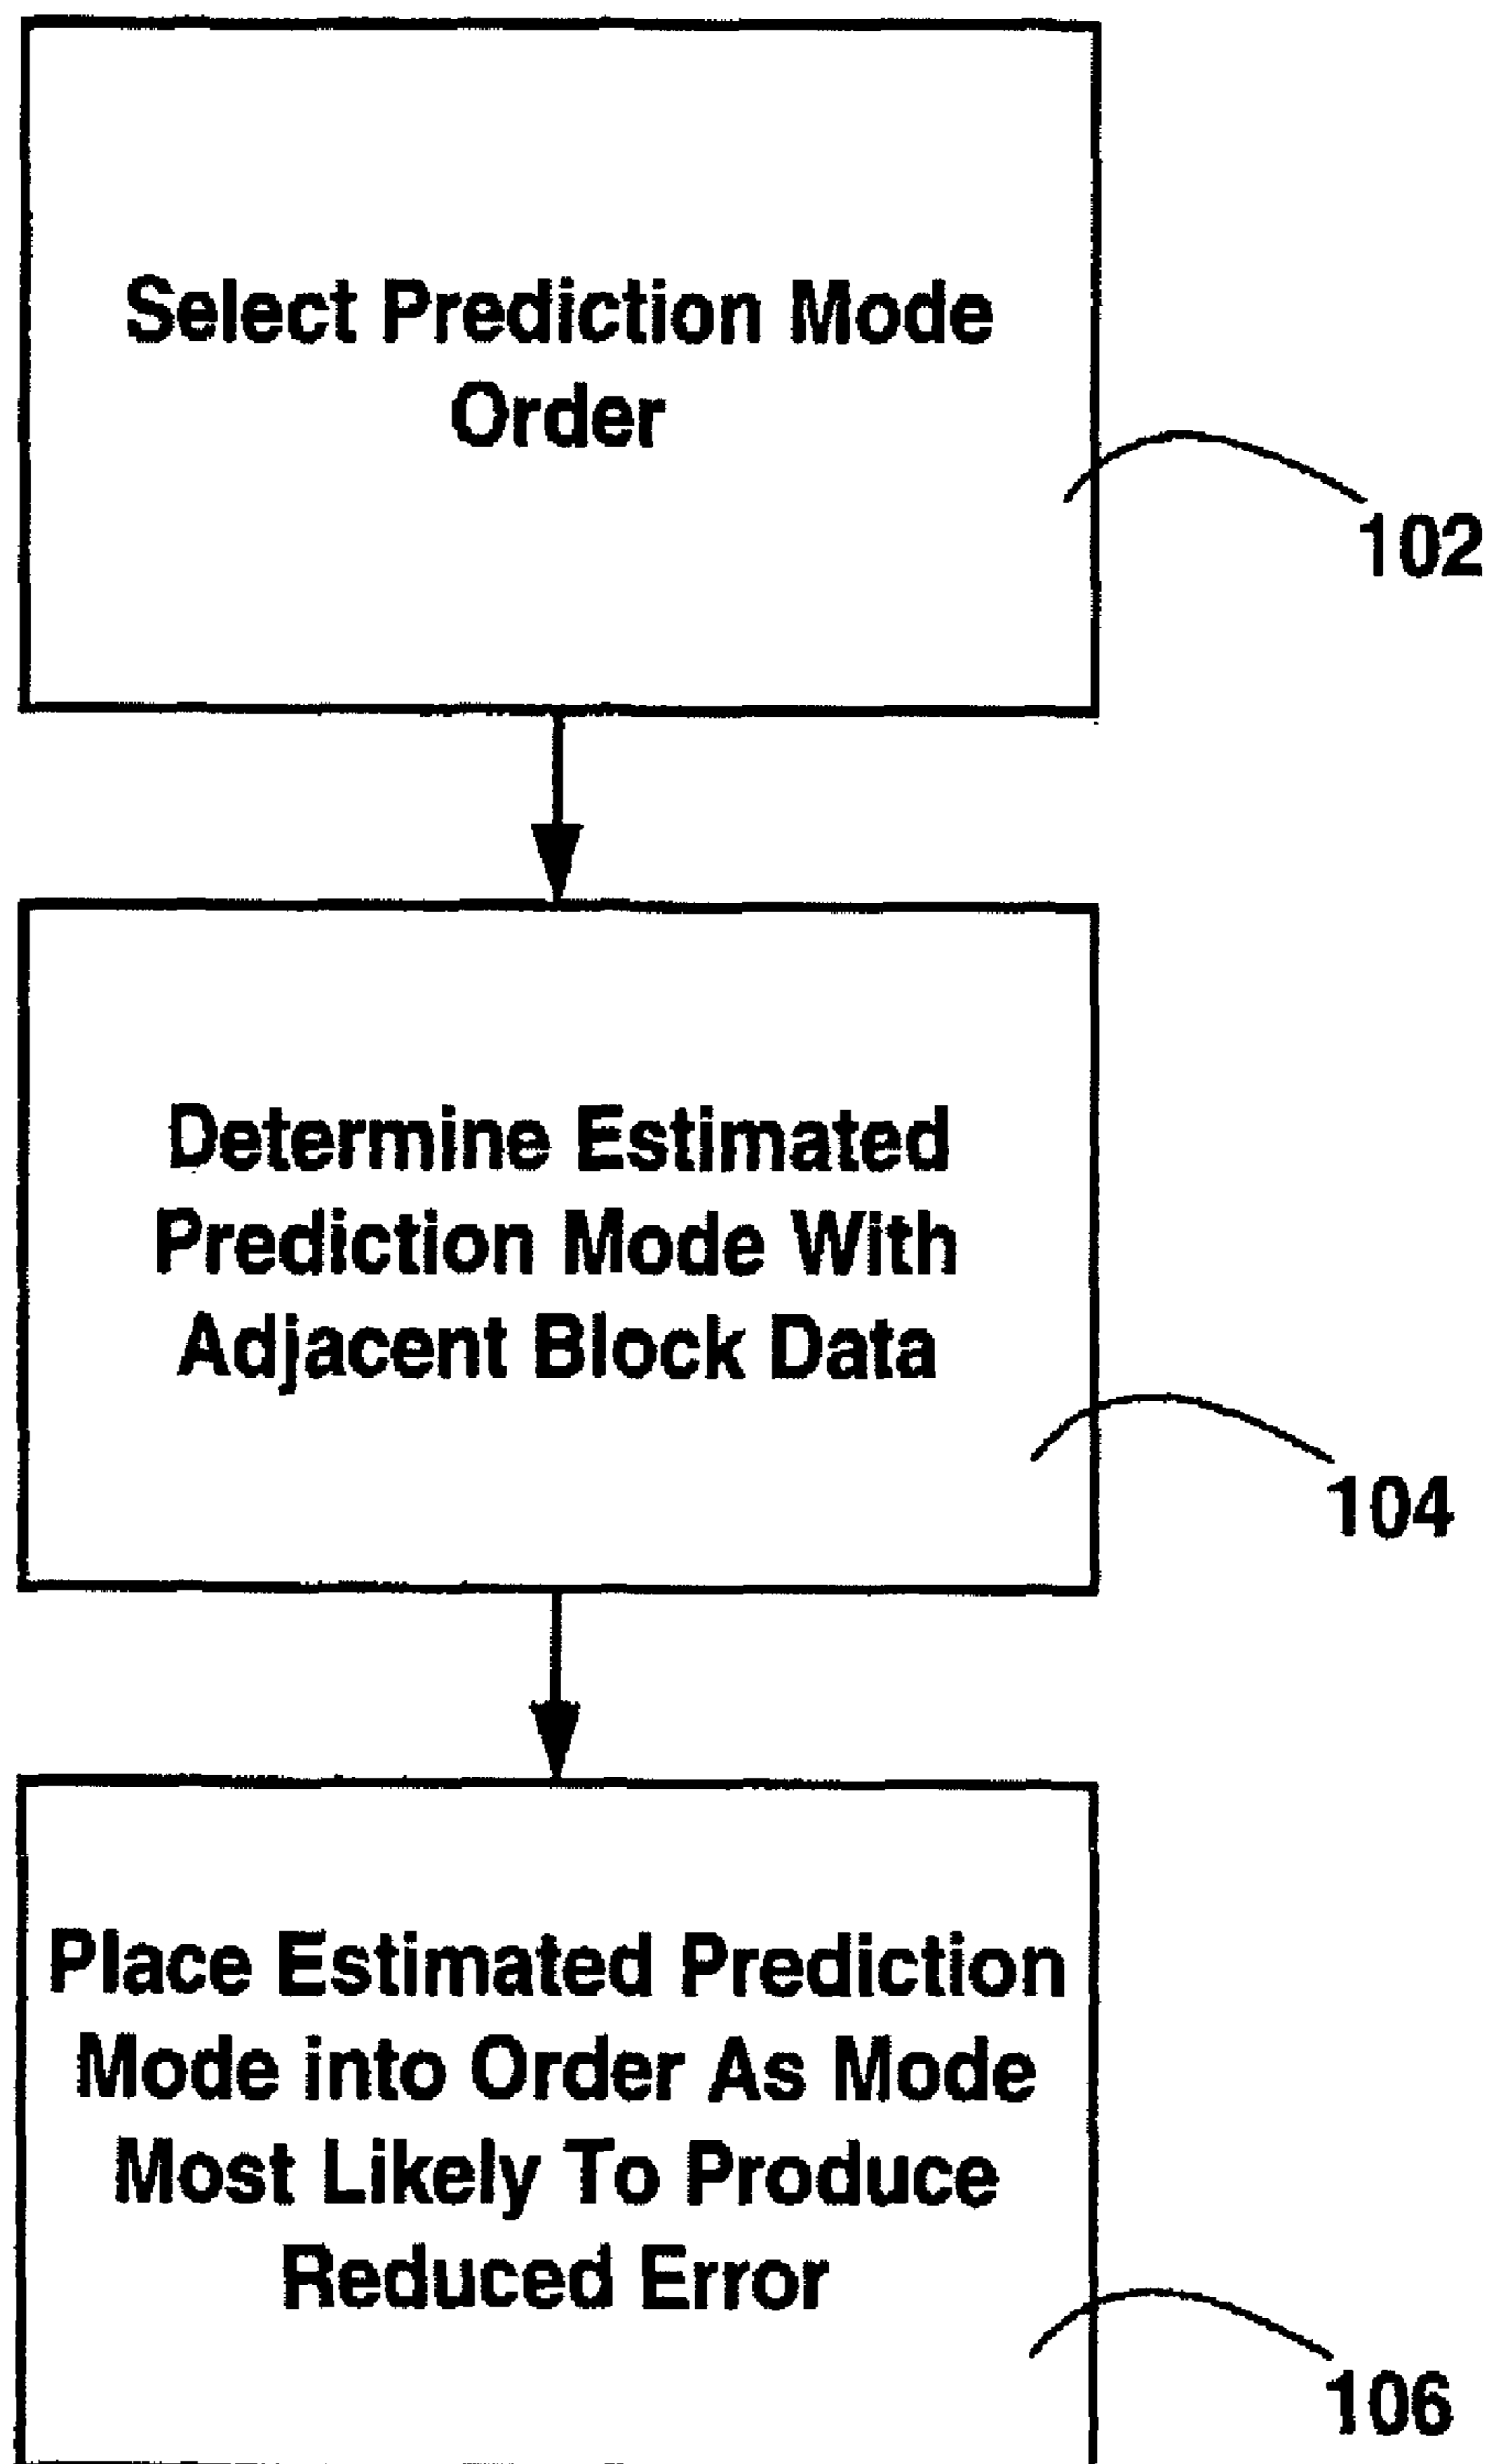 Select Prediction Mode
Order
102
Determine Estimated
Prediction Mode With
Adjacent Block Data
104
Place Estimated Prediction
Mode into Order As Mode
Most Likely To Produce
Reduced Error
106